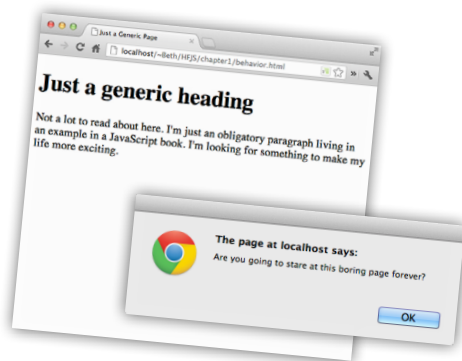 Just a Generic Page
localhost/~Beth/HFJS/chapter1/behavior.html
Just a generic heading
Not a lot to read about here. I'm just an obligatory paragraph living in
an example in a JavaScript book. I'm looking for something to make my
life more exciting.
The page at localhost says:
Are you going to stare at this boring page forever?
OK